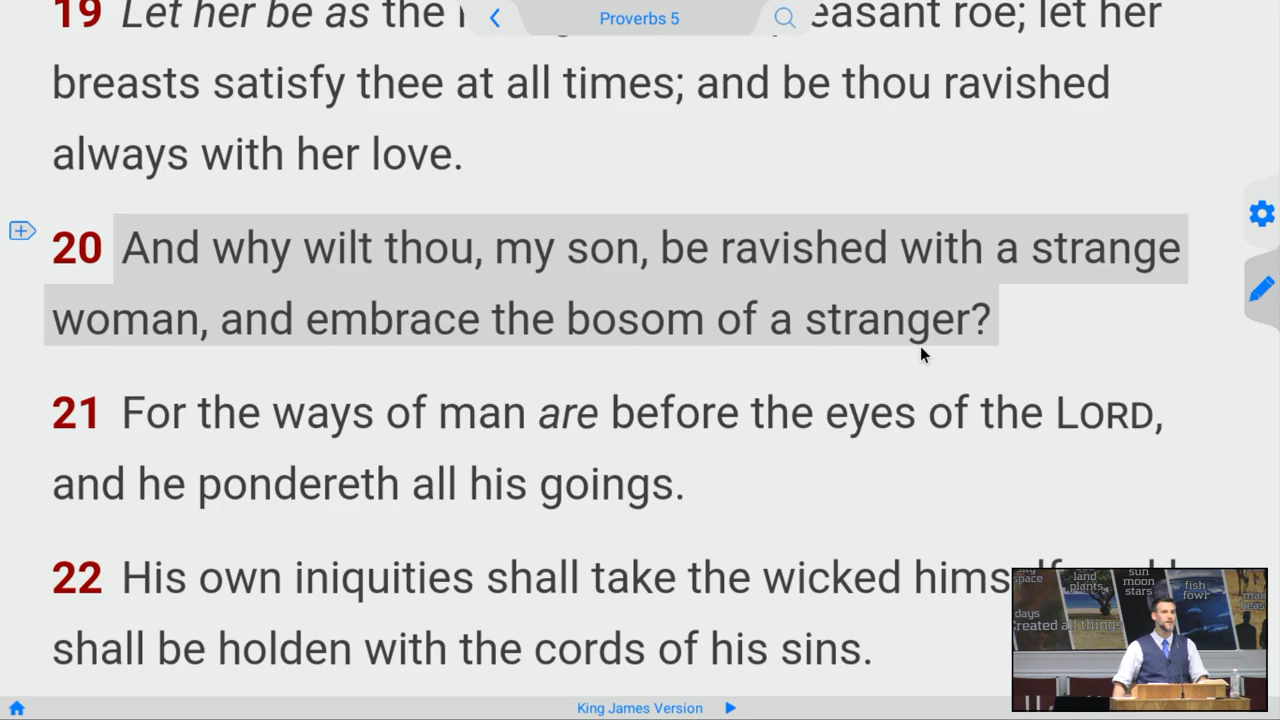 Proverbs 5
19 Let her be as the easant roe; let her
breasts satisfy thee at all times; and be thou ravished
always with her love.
20 And why wilt thou, my son, be ravished with a strange
woman, and embrace the bosom of a stranger?
21 For the ways of man are before the eyes of the LORD,
and he pondereth all his goings.
22 His own iniquities shall take the wicked
shall be holden with the cords of his sins.
space
land
plants
sun
moon
stars
fish
fowl
days
created all things
King James Version